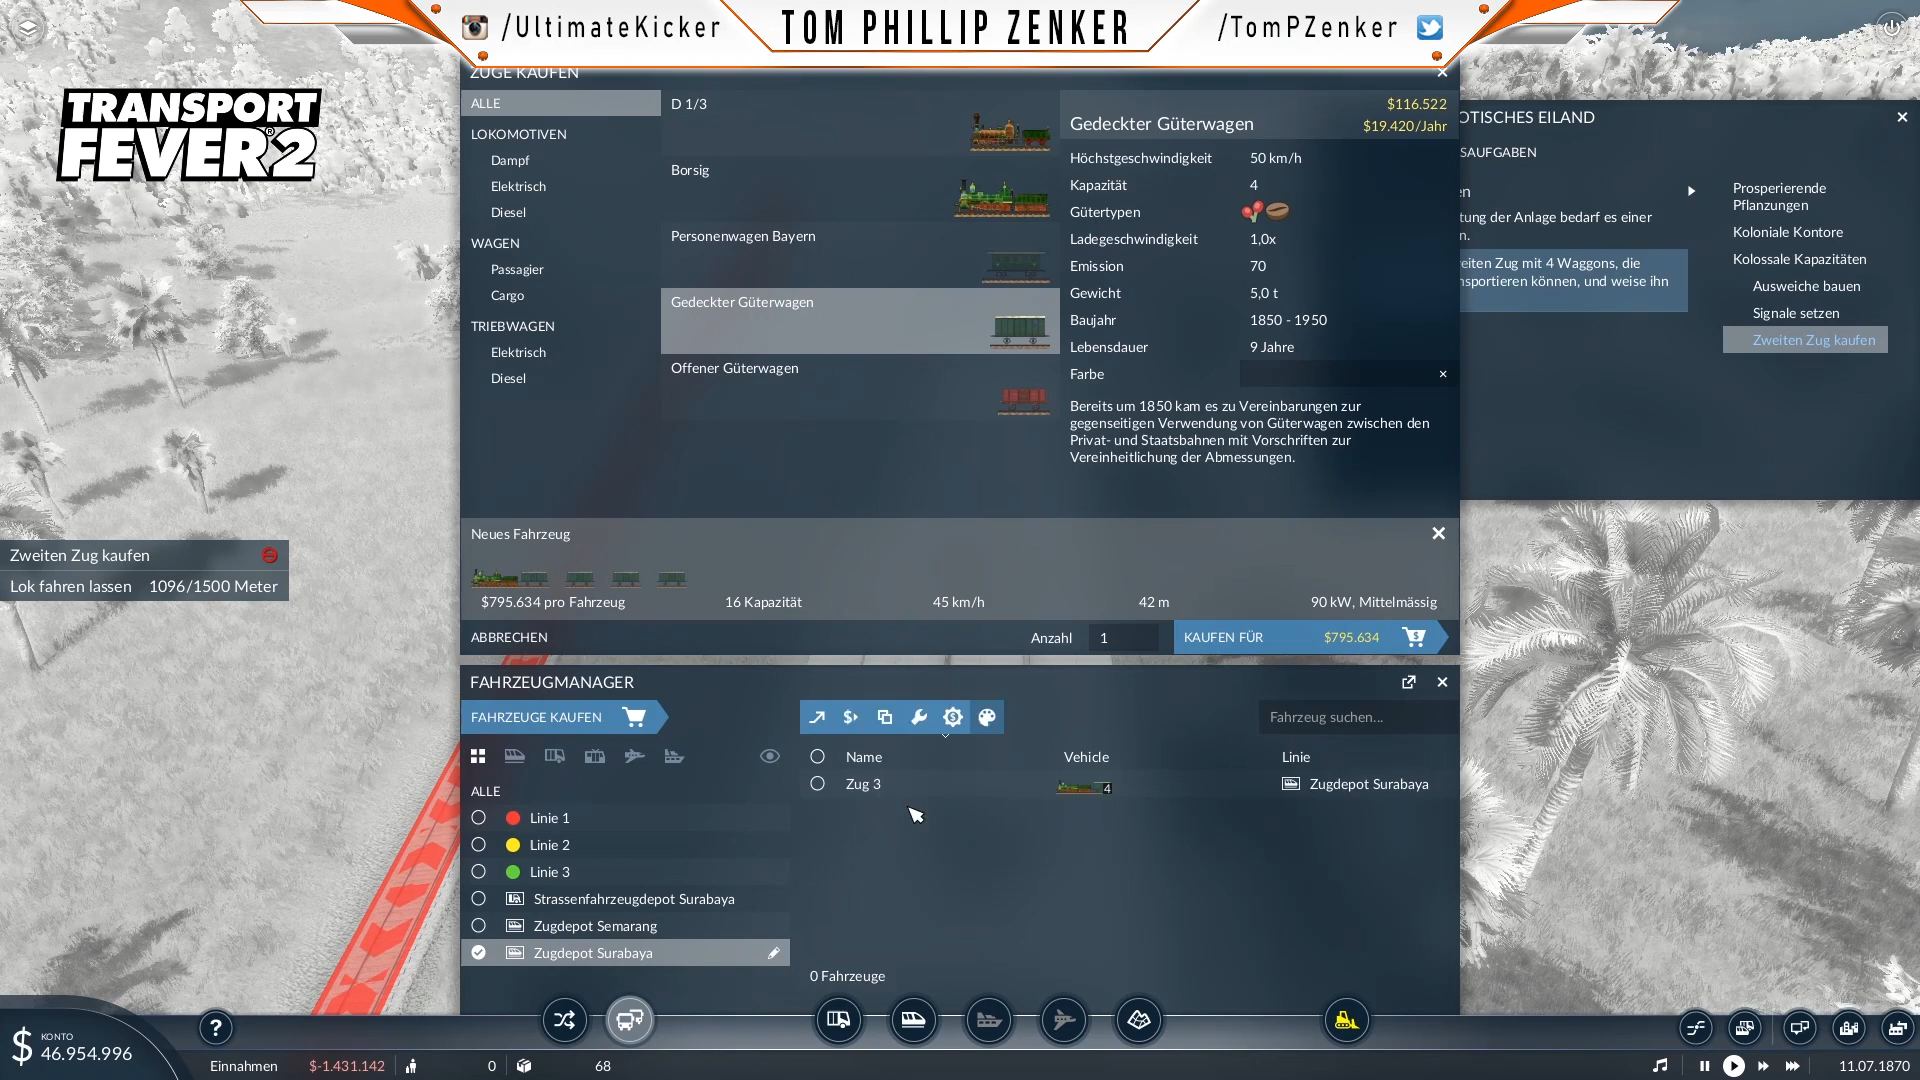 /UltimateKicker
TOM PHILLIP ZENKER
/TomPZenker
TRANSPORT
FEVER 2
®
ZÜGE KAUFEN
ALLE
LOKOMOTIVEN
Dampf
Elektrisch
Diesel
WAGEN
Passagier
Cargo
TRIEBWAGEN
Elektrisch
Diesel
D 1/3
Borsig
Personenwagen Bayern
Gedeckter Güterwagen
Offener Güterwagen
$116.522
Gedeckter Güterwagen
$19.420/Jahr
Höchstgeschwindigkeit 50 km/h
Kapazität 4
Gütertypen
Ladegeschwindigkeit 1,0x
Emission 70
Gewicht 5,0 t
Baujahr 1850 - 1950
Lebensdauer 9 Jahre
Farbe
Bereits um 1850 kam es zu Vereinbarungen zur
gegenseitigen Verwendung von Güterwagen zwischen den
Privat- und Staatsbahnen mit Vorschriften zur
Vereinheitlichung der Abmessungen.
OTISCHES EILAND
SAUFGABEN
en
tung der Anlage bedarf es einer
n.
eiten Zug mit 4 Waggons, die
nsportieren können, und weise ihn
Prosperierende
Pflanzungen
Koloniale Kontore
Kolossale Kapazitäten
Ausweiche bauen
Signale setzen
Zweiten Zug kaufen
Zweiten Zug kaufen
Lok fahren lassen 1096/1500 Meter
Neues Fahrzeug
$795.634 pro Fahrzeug 16 Kapazität 45 km/h 42 m 90 kW, Mittelmässig
ABBRECHEN Anzahl 1 KAUFEN FÜR $795.634
FAHRZEUGMANAGER
FAHRZEUGE KAUFEN
Fahrzeug suchen...
Name Vehicle Linie
Zug 3 4 Zugdepot Surabaya
ALLE
Linie 1
Linie 2
Linie 3
Strassenfahrzeugdepot Surabaya
Zugdepot Semarang
Zugdepot Surabaya
0 Fahrzeuge
$ KONTO
46.954.996
?
Einnahmen $-1.431.142 0 68
11.07.1870